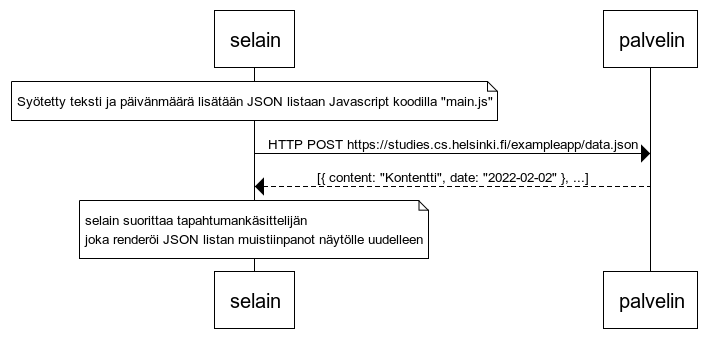 selain
palvelin
Syötetty teksti ja päivänmäärä lisätään JSON listaan Javascript koodilla "main.js"
HTTP POST https://studies.cs.helsinki.fi/exampleapp/data.json
[{ content: "Kontentti", date: "2022-02-02" }, ...]
selain suorittaa tapahtumankäsittelijän
joka renderöi JSON listan muistiinpanot näytölle uudelleen
selain
palvelin